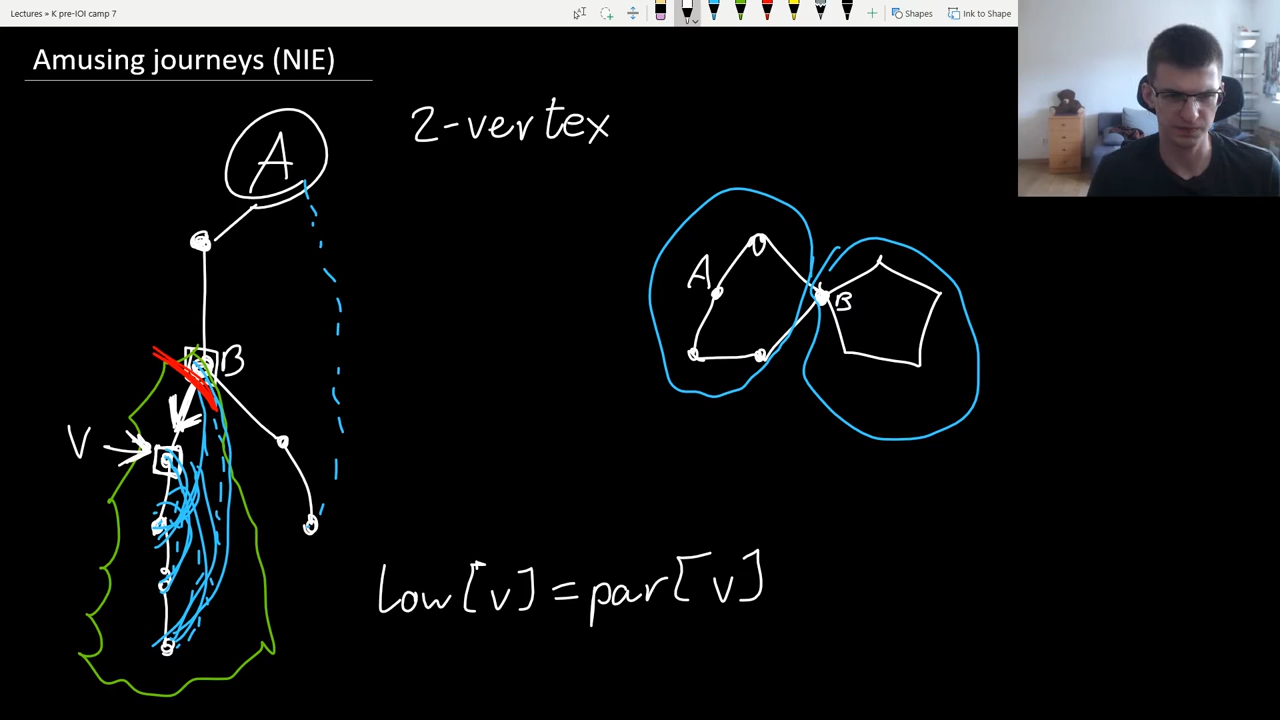 Lectures » K pre-IOI camp 7
Shapes
Ink to Shape
Amusing journeys (NIE)
2-vertex
A
A
B
B
V
low[v]=par[v]